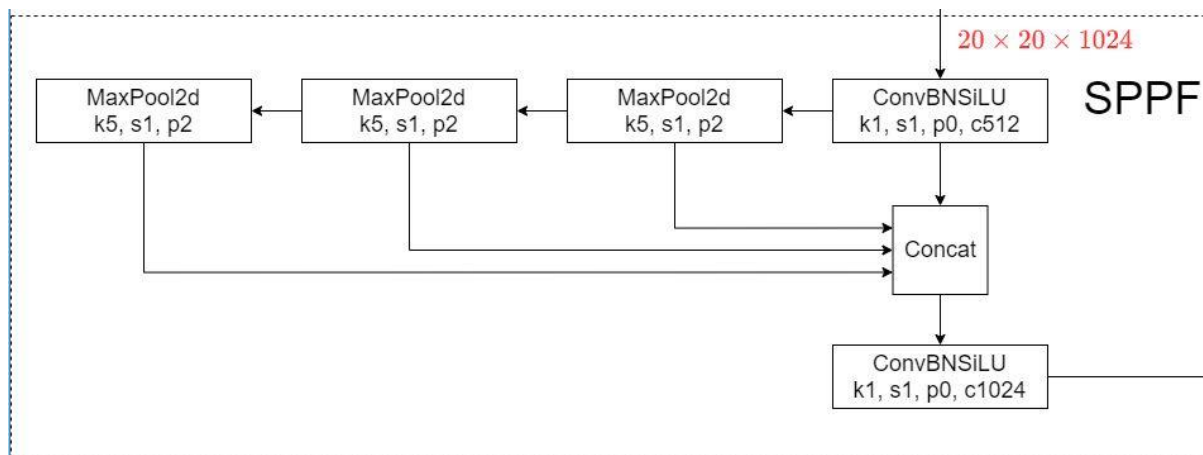 20 × 20 × 1024
SPPF
MaxPool2d
k5, s1, p2
MaxPool2d
k5, s1, p2
MaxPool2d
k5, s1, p2
ConvBNSiLU
k1, s1, p0, c512
Concat
ConvBNSiLU
k1, s1, p0, c1024